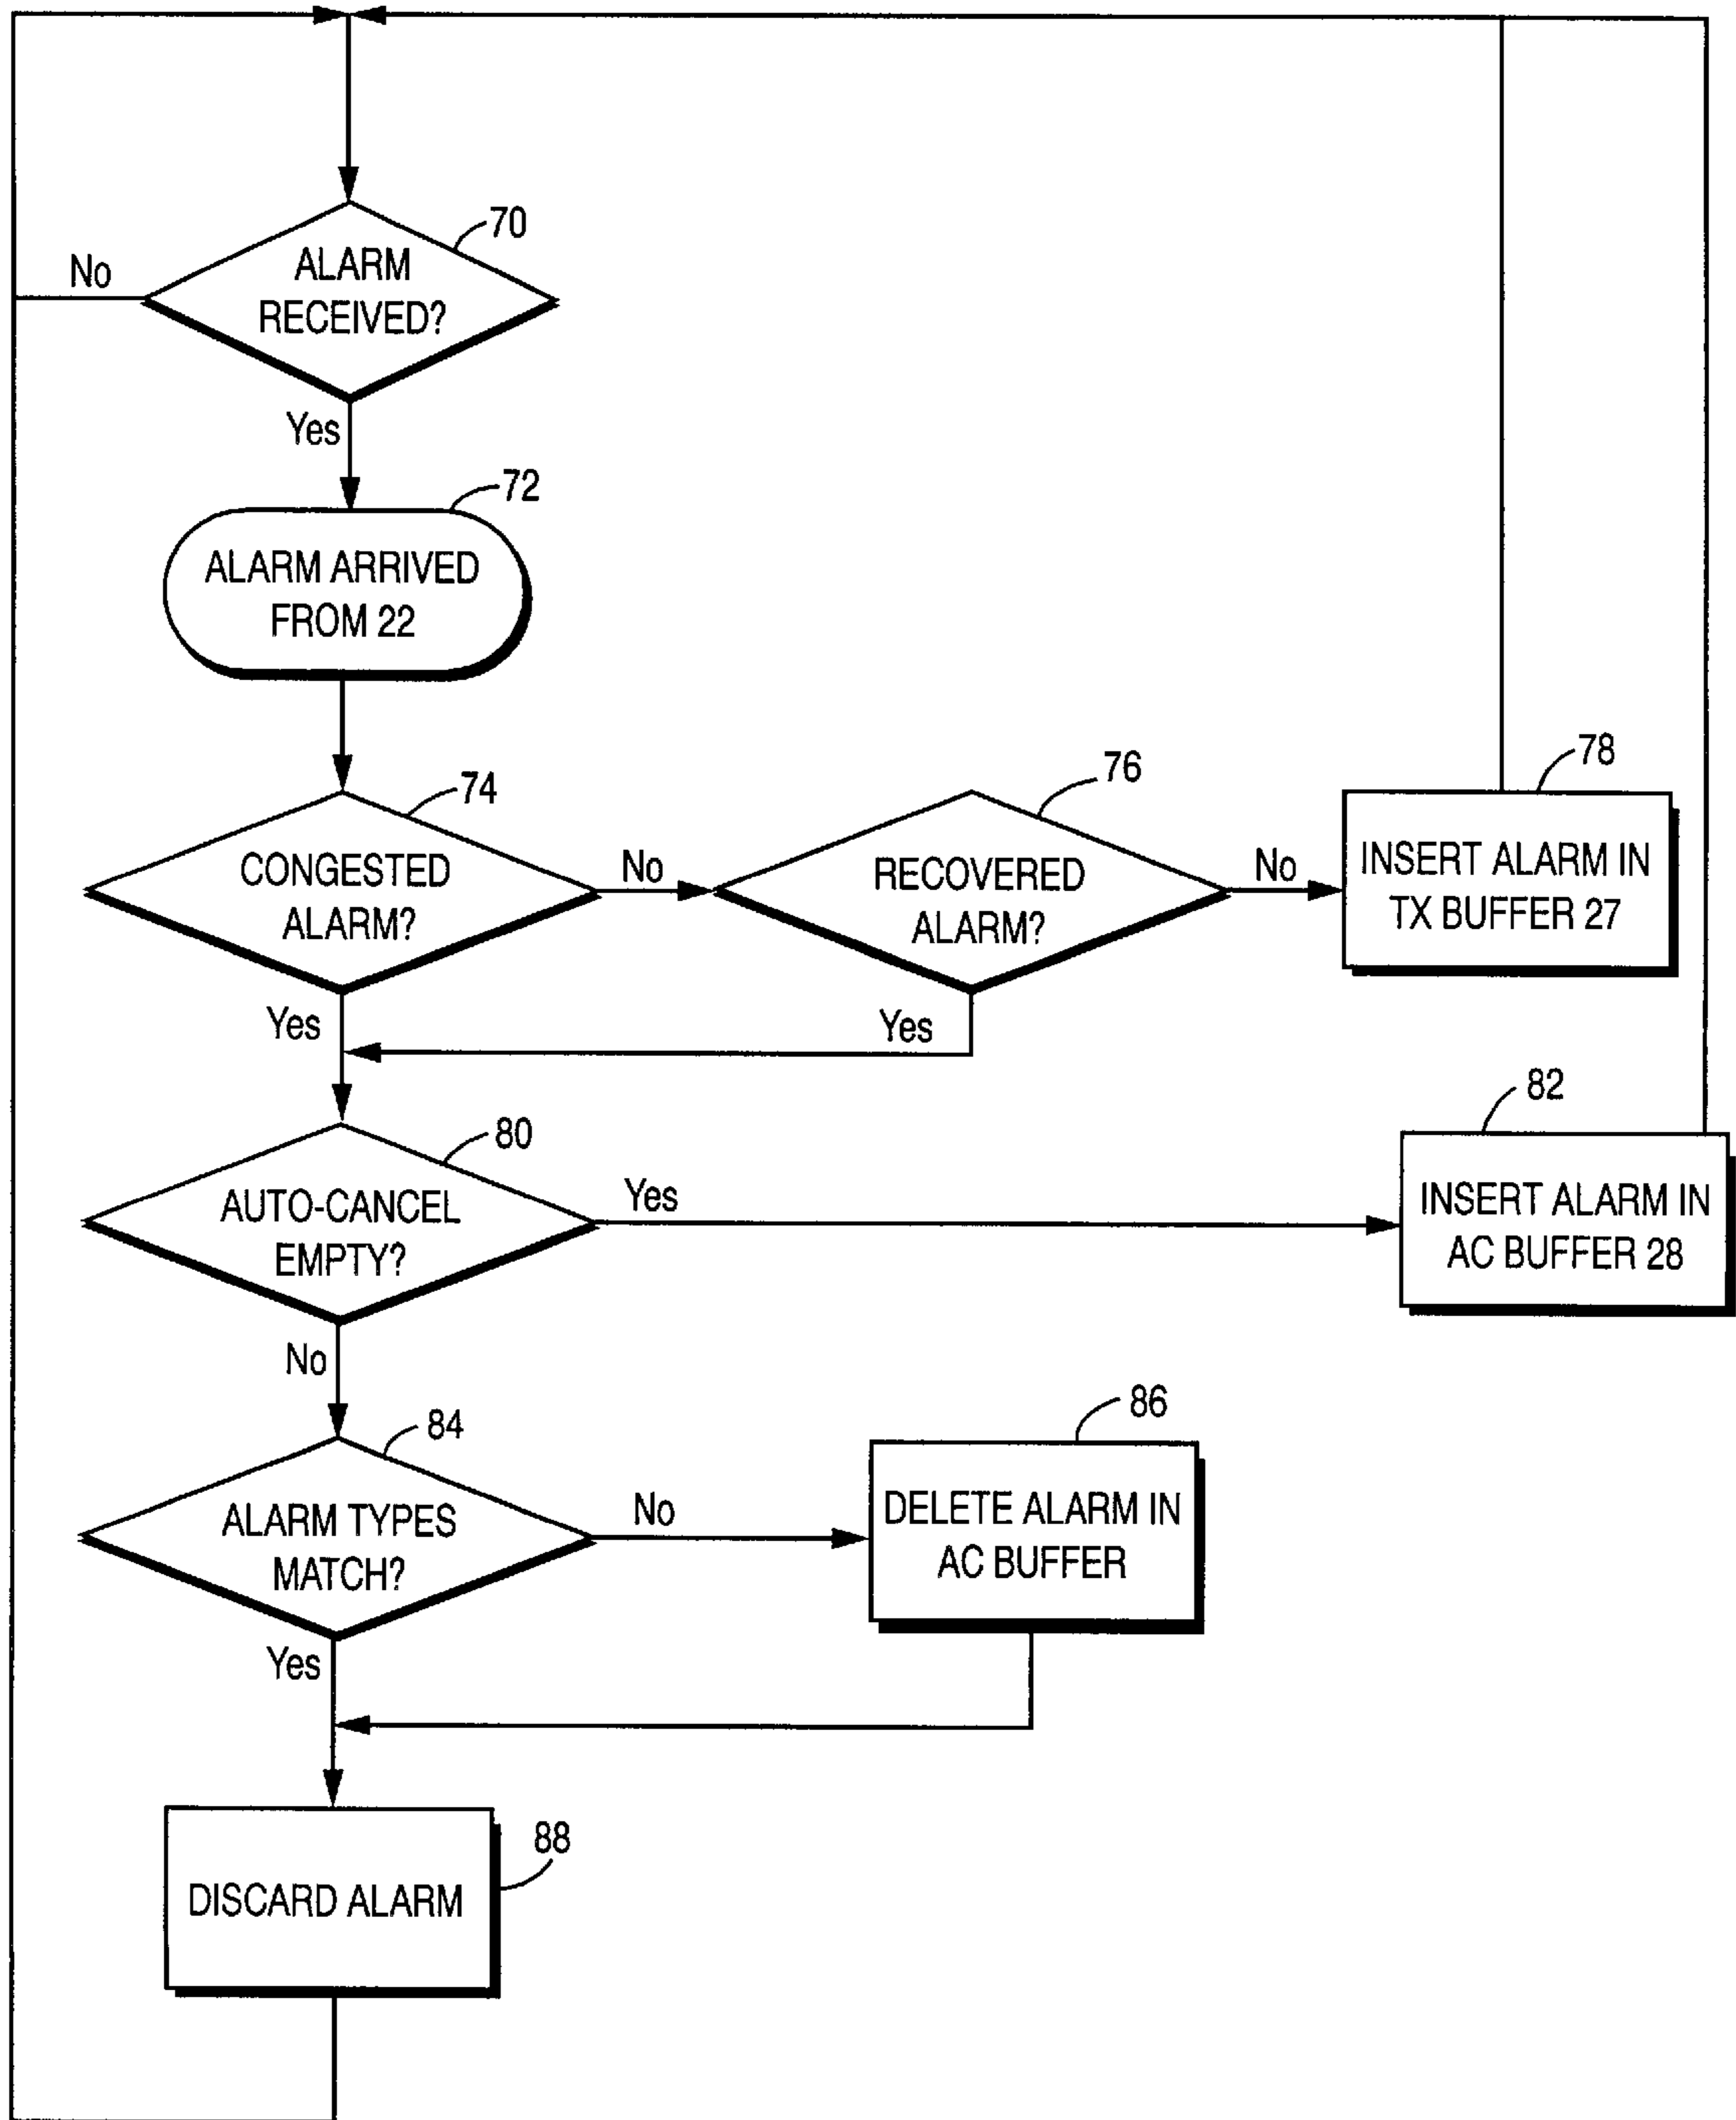 70
No
ALARM
RECEIVED?
Yes
72
ALARM ARRIVED
FROM 22
74
CONGESTED
ALARM?
No
76
RECOVERED
ALARM?
No
78
INSERT ALARM IN
TX BUFFER 27
Yes
Yes
80
AUTO-CANCEL
EMPTY?
Yes
82
INSERT ALARM IN
AC BUFFER 28
No
84
ALARM TYPES
MATCH?
No
86
DELETE ALARM IN
AC BUFFER
Yes
88
DISCARD ALARM